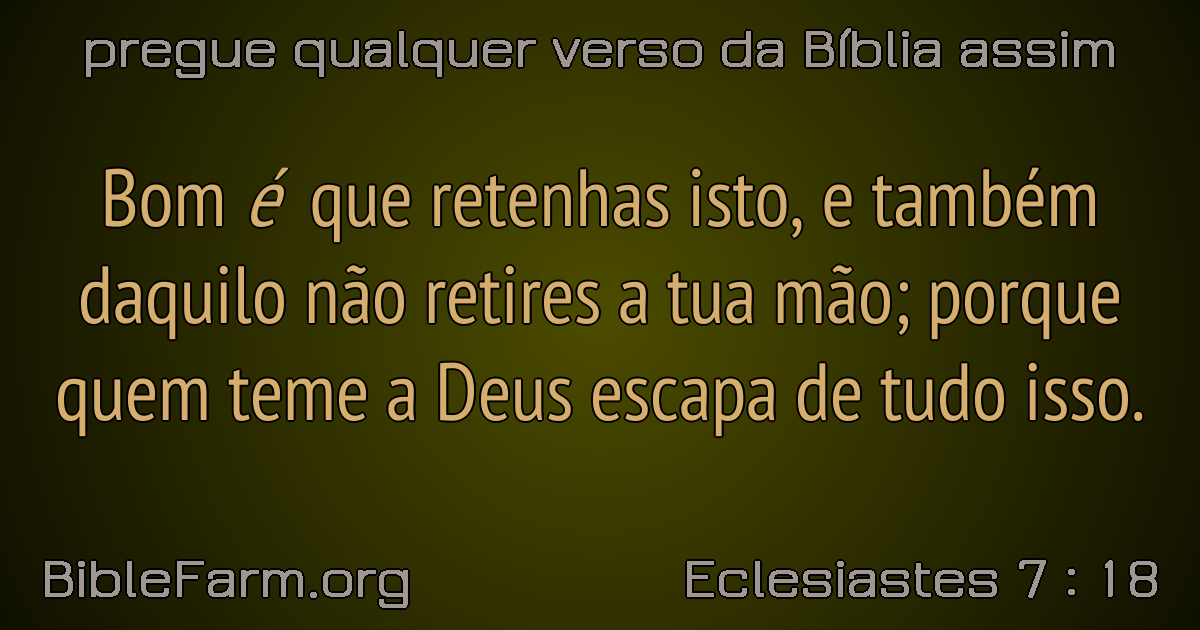 pregue qualquer verso da Bíblia assim
Bom é que retenhas isto, e também
daquilo não retires a tua mão; porque
quem teme a Deus escapa de tudo isso.
BibleFarm.org
Eclesiastes 7 : 18